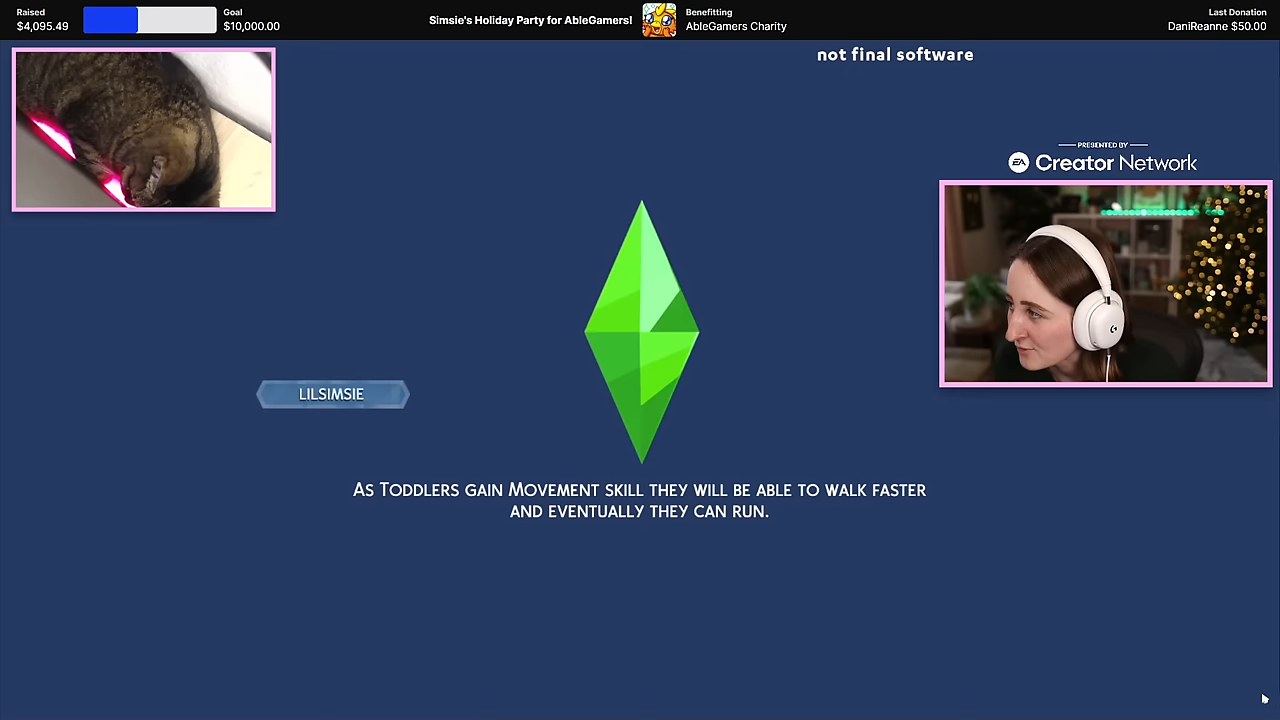 Raised
$4,095.49
Goal
$10,000.00
Simsie's Holiday Party for AbleGamers!
Benefitting
AbleGamers Charity
Last Donation
DaniReanne $50.00
not final software
PRESENTED BY
EA Creator Network
LILSIMSIE
AS TODDLERS GAIN MOVEMENT SKILL THEY WILL BE ABLE TO WALK FASTER
AND EVENTUALLY THEY CAN RUN.